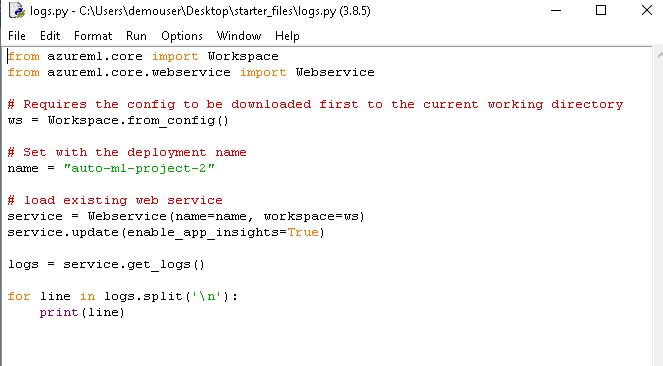 logs.py - C:\Users\demouser\Desktop\starter_files\logs.py (3.8.5)
File Edit Format Run Options Window Help
from azureml.core import Workspace
from azureml.core.webservice import Webservice
# Requires the config to be downloaded first to the current working directory
ws = Workspace.from_config()
# Set with the deployment name
name = "auto-ml-project-2"
# load existing web service
service = Webservice(name=name, workspace=ws)
service.update(enable_app_insights=True)
logs = service.get_logs()
for line in logs.split('\n'):
    print(line)